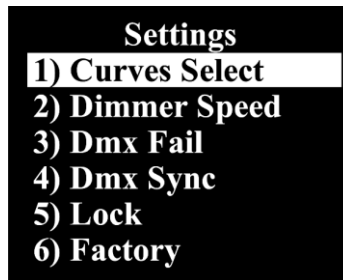 Settings
1) Curves Select
2) Dimmer Speed
3) Dmx Fail
4) Dmx Sync
5) Lock
6) Factory